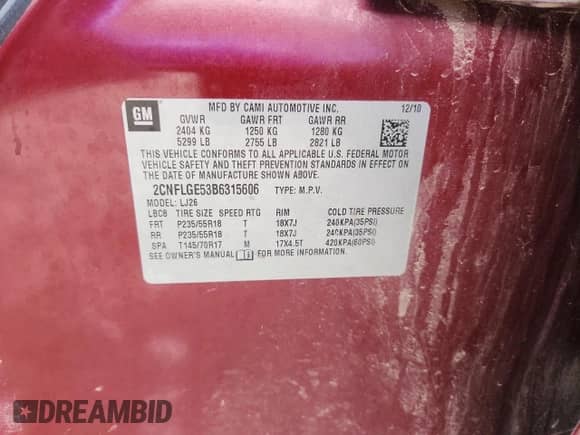 GM
MFD BY CAMI AUTOMOTIVE INC. 12/10
GVWR GAWR FRT GAWR RR
2404 KG 1250 KG 1280 KG
5299 LB 2755 LB 2821 LB
THIS VEHICLE CONFORMS TO ALL APPLICABLE U.S. FEDERAL MOTOR
VEHICLE SAFETY AND THEFT PREVENTION STANDARDS IN EFFECT ON THE
DATE OF MANUFACTURE SHOWN ABOVE.
2CNFLGE53B6315606 TYPE: M.P.V.
MODEL: LJ26
LBC8 TIRE SIZE SPEED RTG RIM COLD TIRE PRESSURE
FRT P235/55R18 T 18X7J 240KPA(35PSI)
RR P235/55R18 T 18X7J 240KPA(35PSI)
SPA T145/70R17 M 17X4.5T 420KPA(60PSI)
SEE OWNER'S MANUAL
DREAMBID